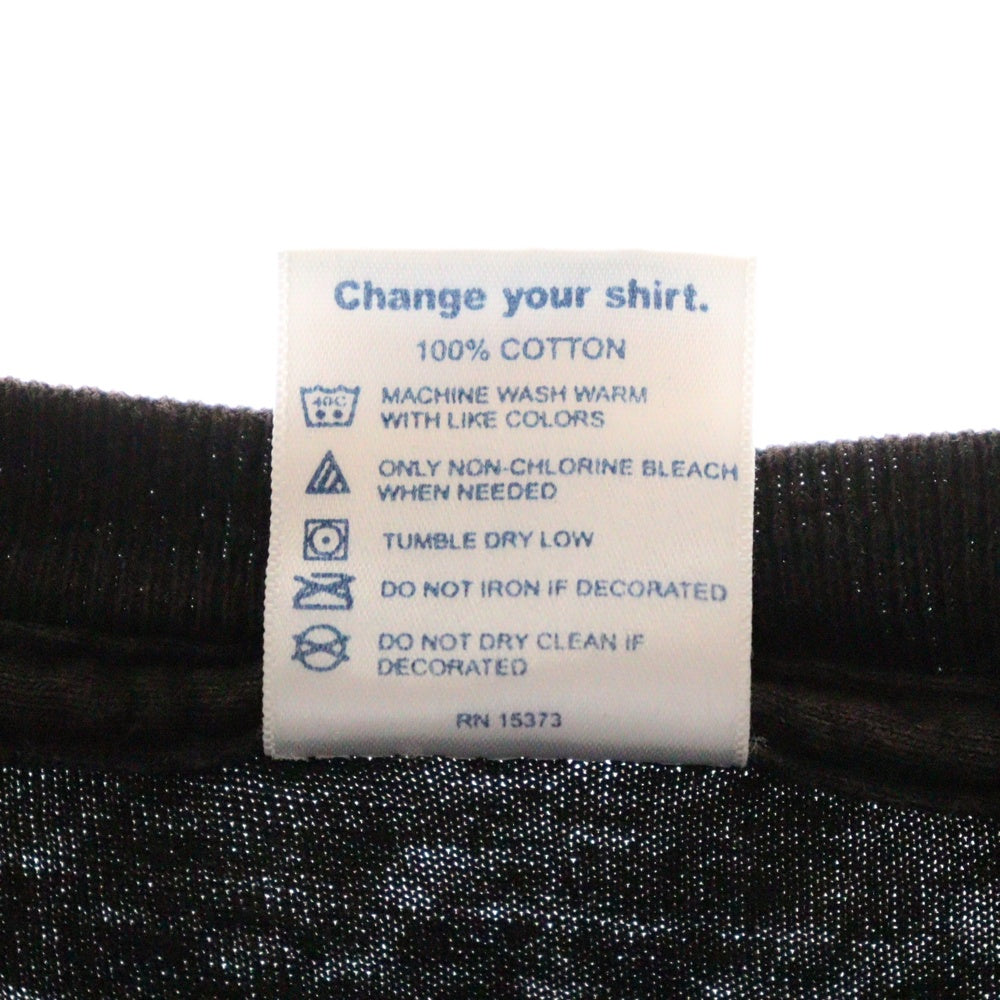 Change your shirt.
100% COTTON
40C
MACHINE WASH WARM
WITH LIKE COLORS
ONLY NON-CHLORINE BLEACH
WHEN NEEDED
TUMBLE DRY LOW
DO NOT IRON IF DECORATED
DO NOT DRY CLEAN IF
DECORATED
RN 15373